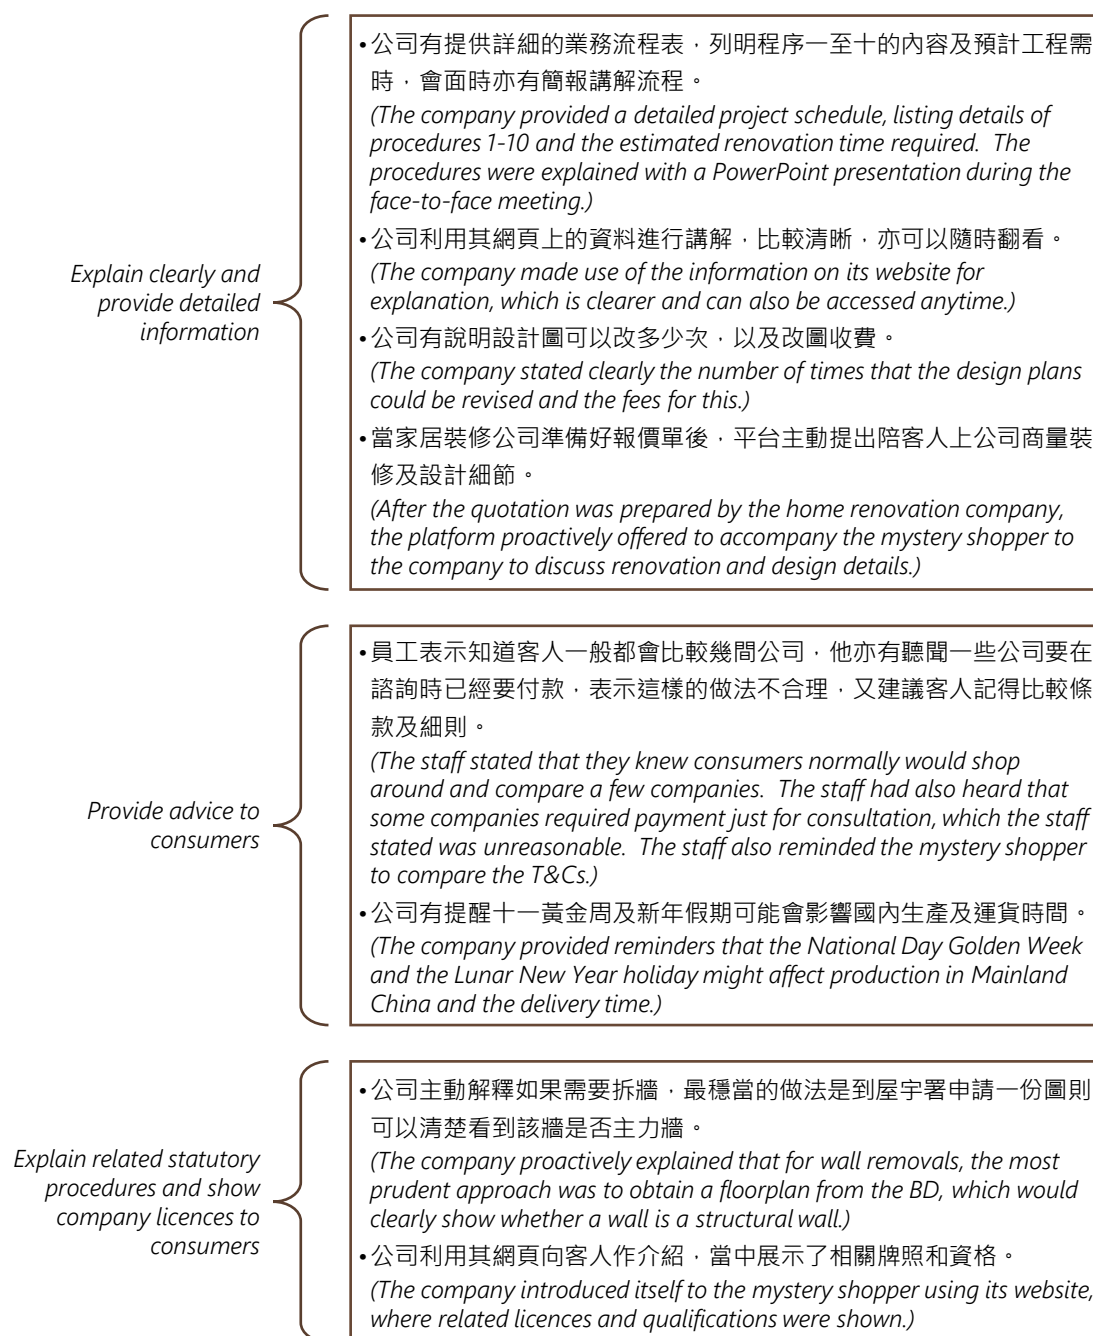 Explain clearly and
provide detailed
information
•公司有提供詳細的業務流程表，列明程序一至十的內容及預計工程需
時，會面時亦有簡報講解流程。
(The company provided a detailed project schedule, listing details of
procedures 1-10 and the estimated renovation time required.  The
procedures were explained with a PowerPoint presentation during the
face-to-face meeting.)
•公司利用其網頁上的資料進行講解，比較清晰，亦可以隨時翻看。
(The company made use of the information on its website for
explanation, which is clearer and can also be accessed anytime.)
•公司有說明設計圖可以改多少次，以及改圖收費。
(The company stated clearly the number of times that the design plans
could be revised and the fees for this.)
•當家居裝修公司準備好報價單後，平台主動提出陪客人上公司商量裝
修及設計細節。
(After the quotation was prepared by the home renovation company,
the platform proactively offered to accompany the mystery shopper to
the company to discuss renovation and design details.)
Provide advice to
consumers
•員工表示知道客人一般都會比較幾間公司，他亦有聽聞一些公司要在
諮詢時已經要付款，表示這樣的做法不合理，又建議客人記得比較條
款及細則。
(The staff stated that they knew consumers normally would shop
around and compare a few companies.  The staff had also heard that
some companies required payment just for consultation, which the staff
stated was unreasonable.  The staff also reminded the mystery shopper
to compare the T&Cs.)
•公司有提醒十一黃金周及新年假期可能會影響國內生產及運貨時間。
(The company provided reminders that the National Day Golden Week
and the Lunar New Year holiday might affect production in Mainland
China and the delivery time.)
Explain related statutory
procedures and show
company licences to
consumers
•公司主動解釋如果需要拆牆，最穩當的做法是到屋宇署申請一份圖則
可以清楚看到該牆是否主力牆。
(The company proactively explained that for wall removals, the most
prudent approach was to obtain a floorplan from the BD, which would
clearly show whether a wall is a structural wall.)
•公司利用其網頁向客人作介紹，當中展示了相關牌照和資格。
(The company introduced itself to the mystery shopper using its website,
where related licences and qualifications were shown.)